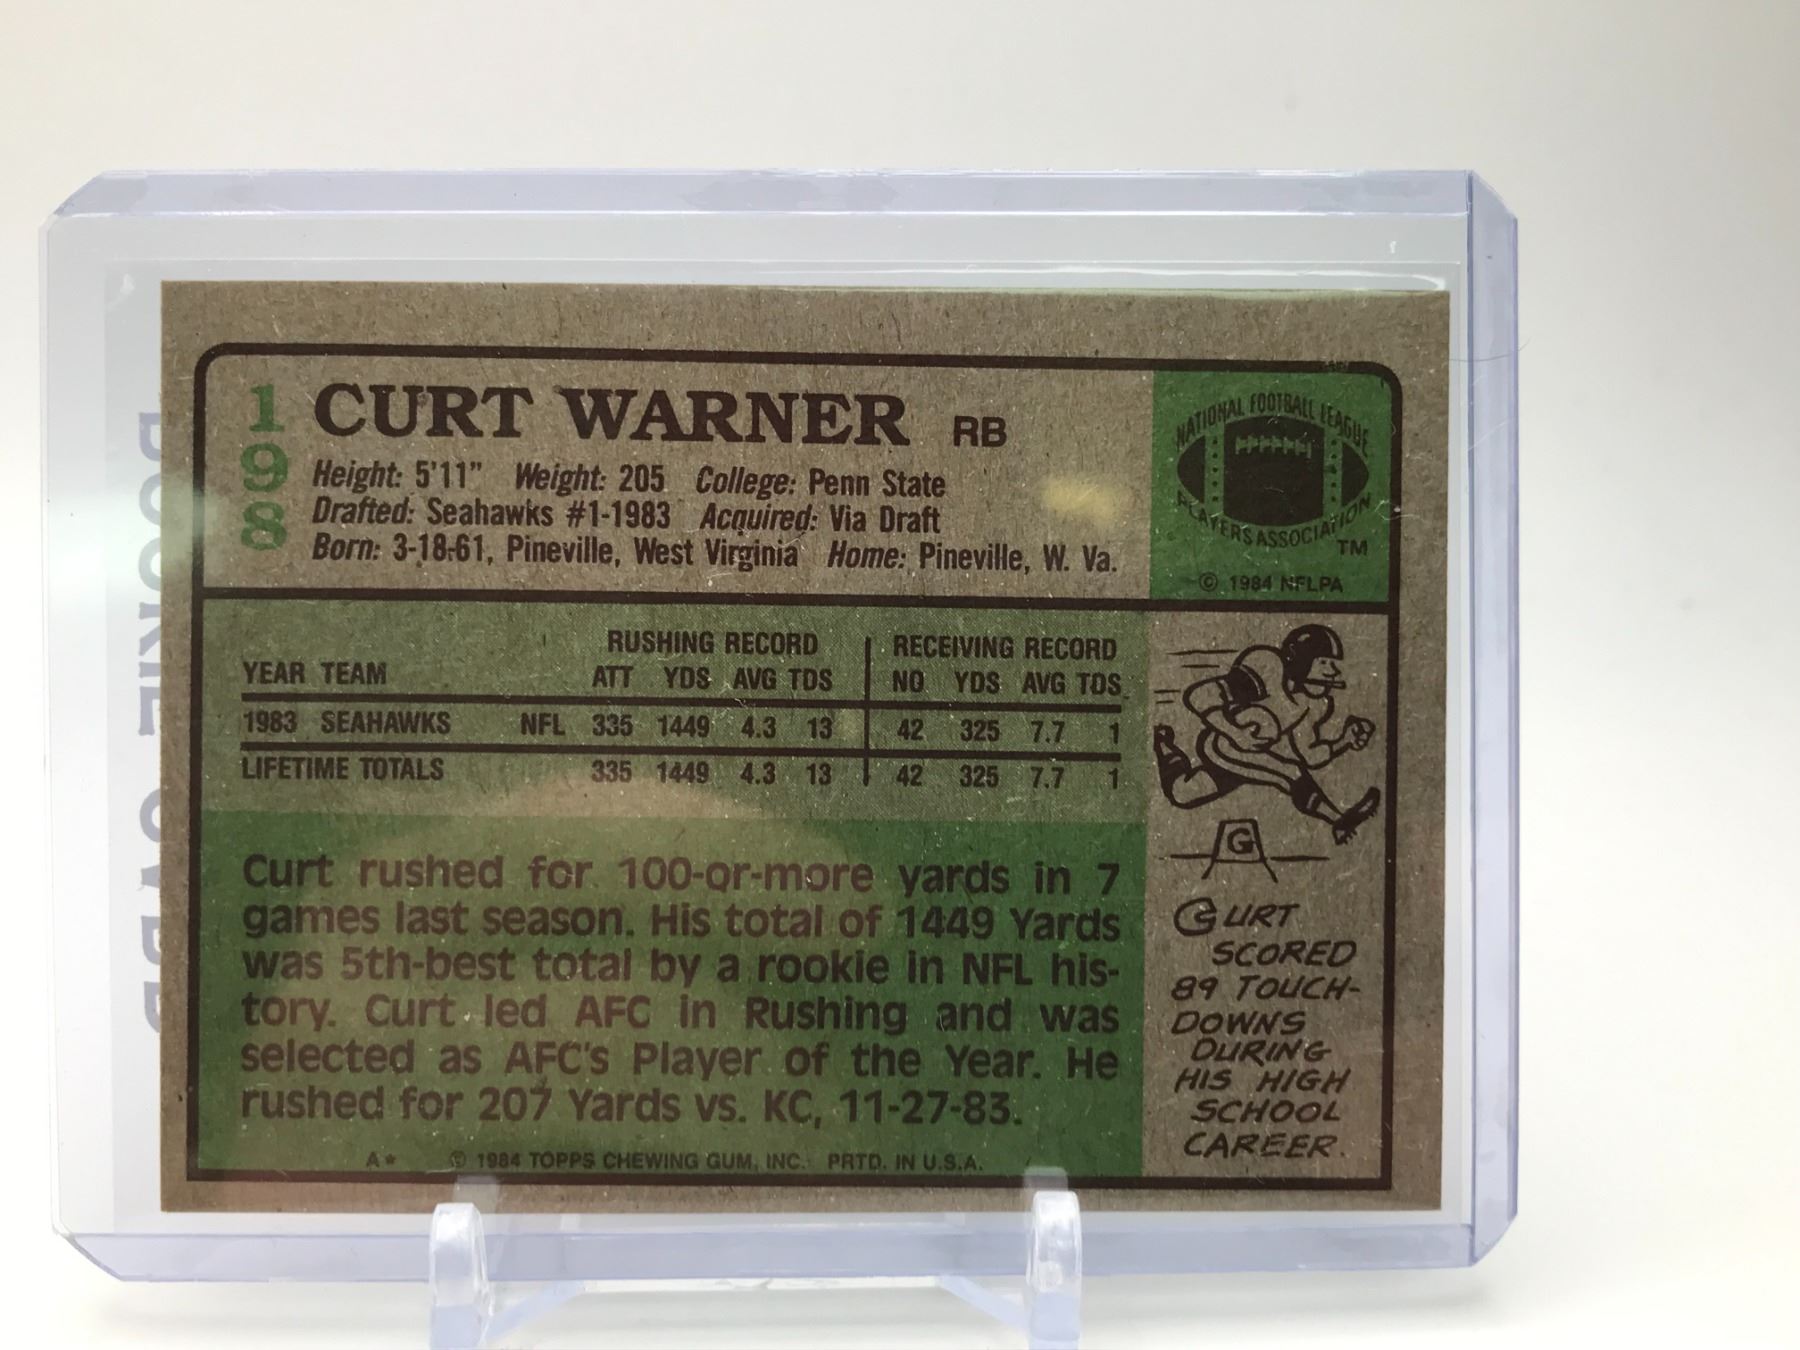 198
CURT WARNER RB
Height: 5'11" Weight: 205 College: Penn State
Drafted: Seahawks #1-1983 Acquired: Via Draft
Born: 3-18-61, Pineville, West Virginia Home: Pineville, W. Va.
NATIONAL FOOTBALL LEAGUE
PLAYERS ASSOCIATION
TM
© 1984 NFLPA
RUSHING RECORD RECEIVING RECORD
YEAR TEAM ATT YDS AVG TDS NO YDS AVG TDS
1983 SEAHAWKS NFL 335 1449 4.3 13 42 325 7.7 1
LIFETIME TOTALS 335 1449 4.3 13 42 325 7.7 1
Curt rushed for 100-or-more yards in 7
games last season. His total of 1449 Yards
was 5th-best total by a rookie in NFL his-
tory. Curt led AFC in Rushing and was
selected as AFC's Player of the Year. He
rushed for 207 Yards vs. KC, 11-27-83.
A* © 1984 TOPPS CHEWING GUM, INC. PRTD. IN U.S.A.
G
CURT
SCORED
89 TOUCH-
DOWNS
DURING
HIS HIGH
SCHOOL
CAREER.